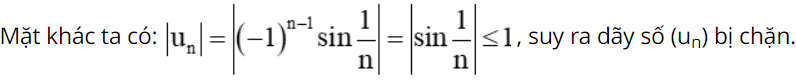 Mặt khác ta có: |uₙ| = |(−1)ⁿ⁻¹ sin 1/n| = |sin 1/n| ≤ 1, suy ra dãy số (uₙ) bị chặn.